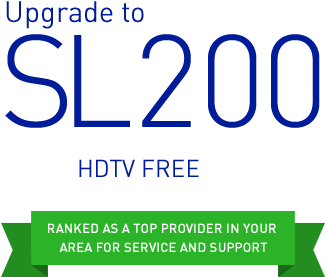 Upgrade to
SL200
HDTV FREE
RANKED AS A TOP PROVIDER IN YOUR
AREA FOR SERVICE AND SUPPORT